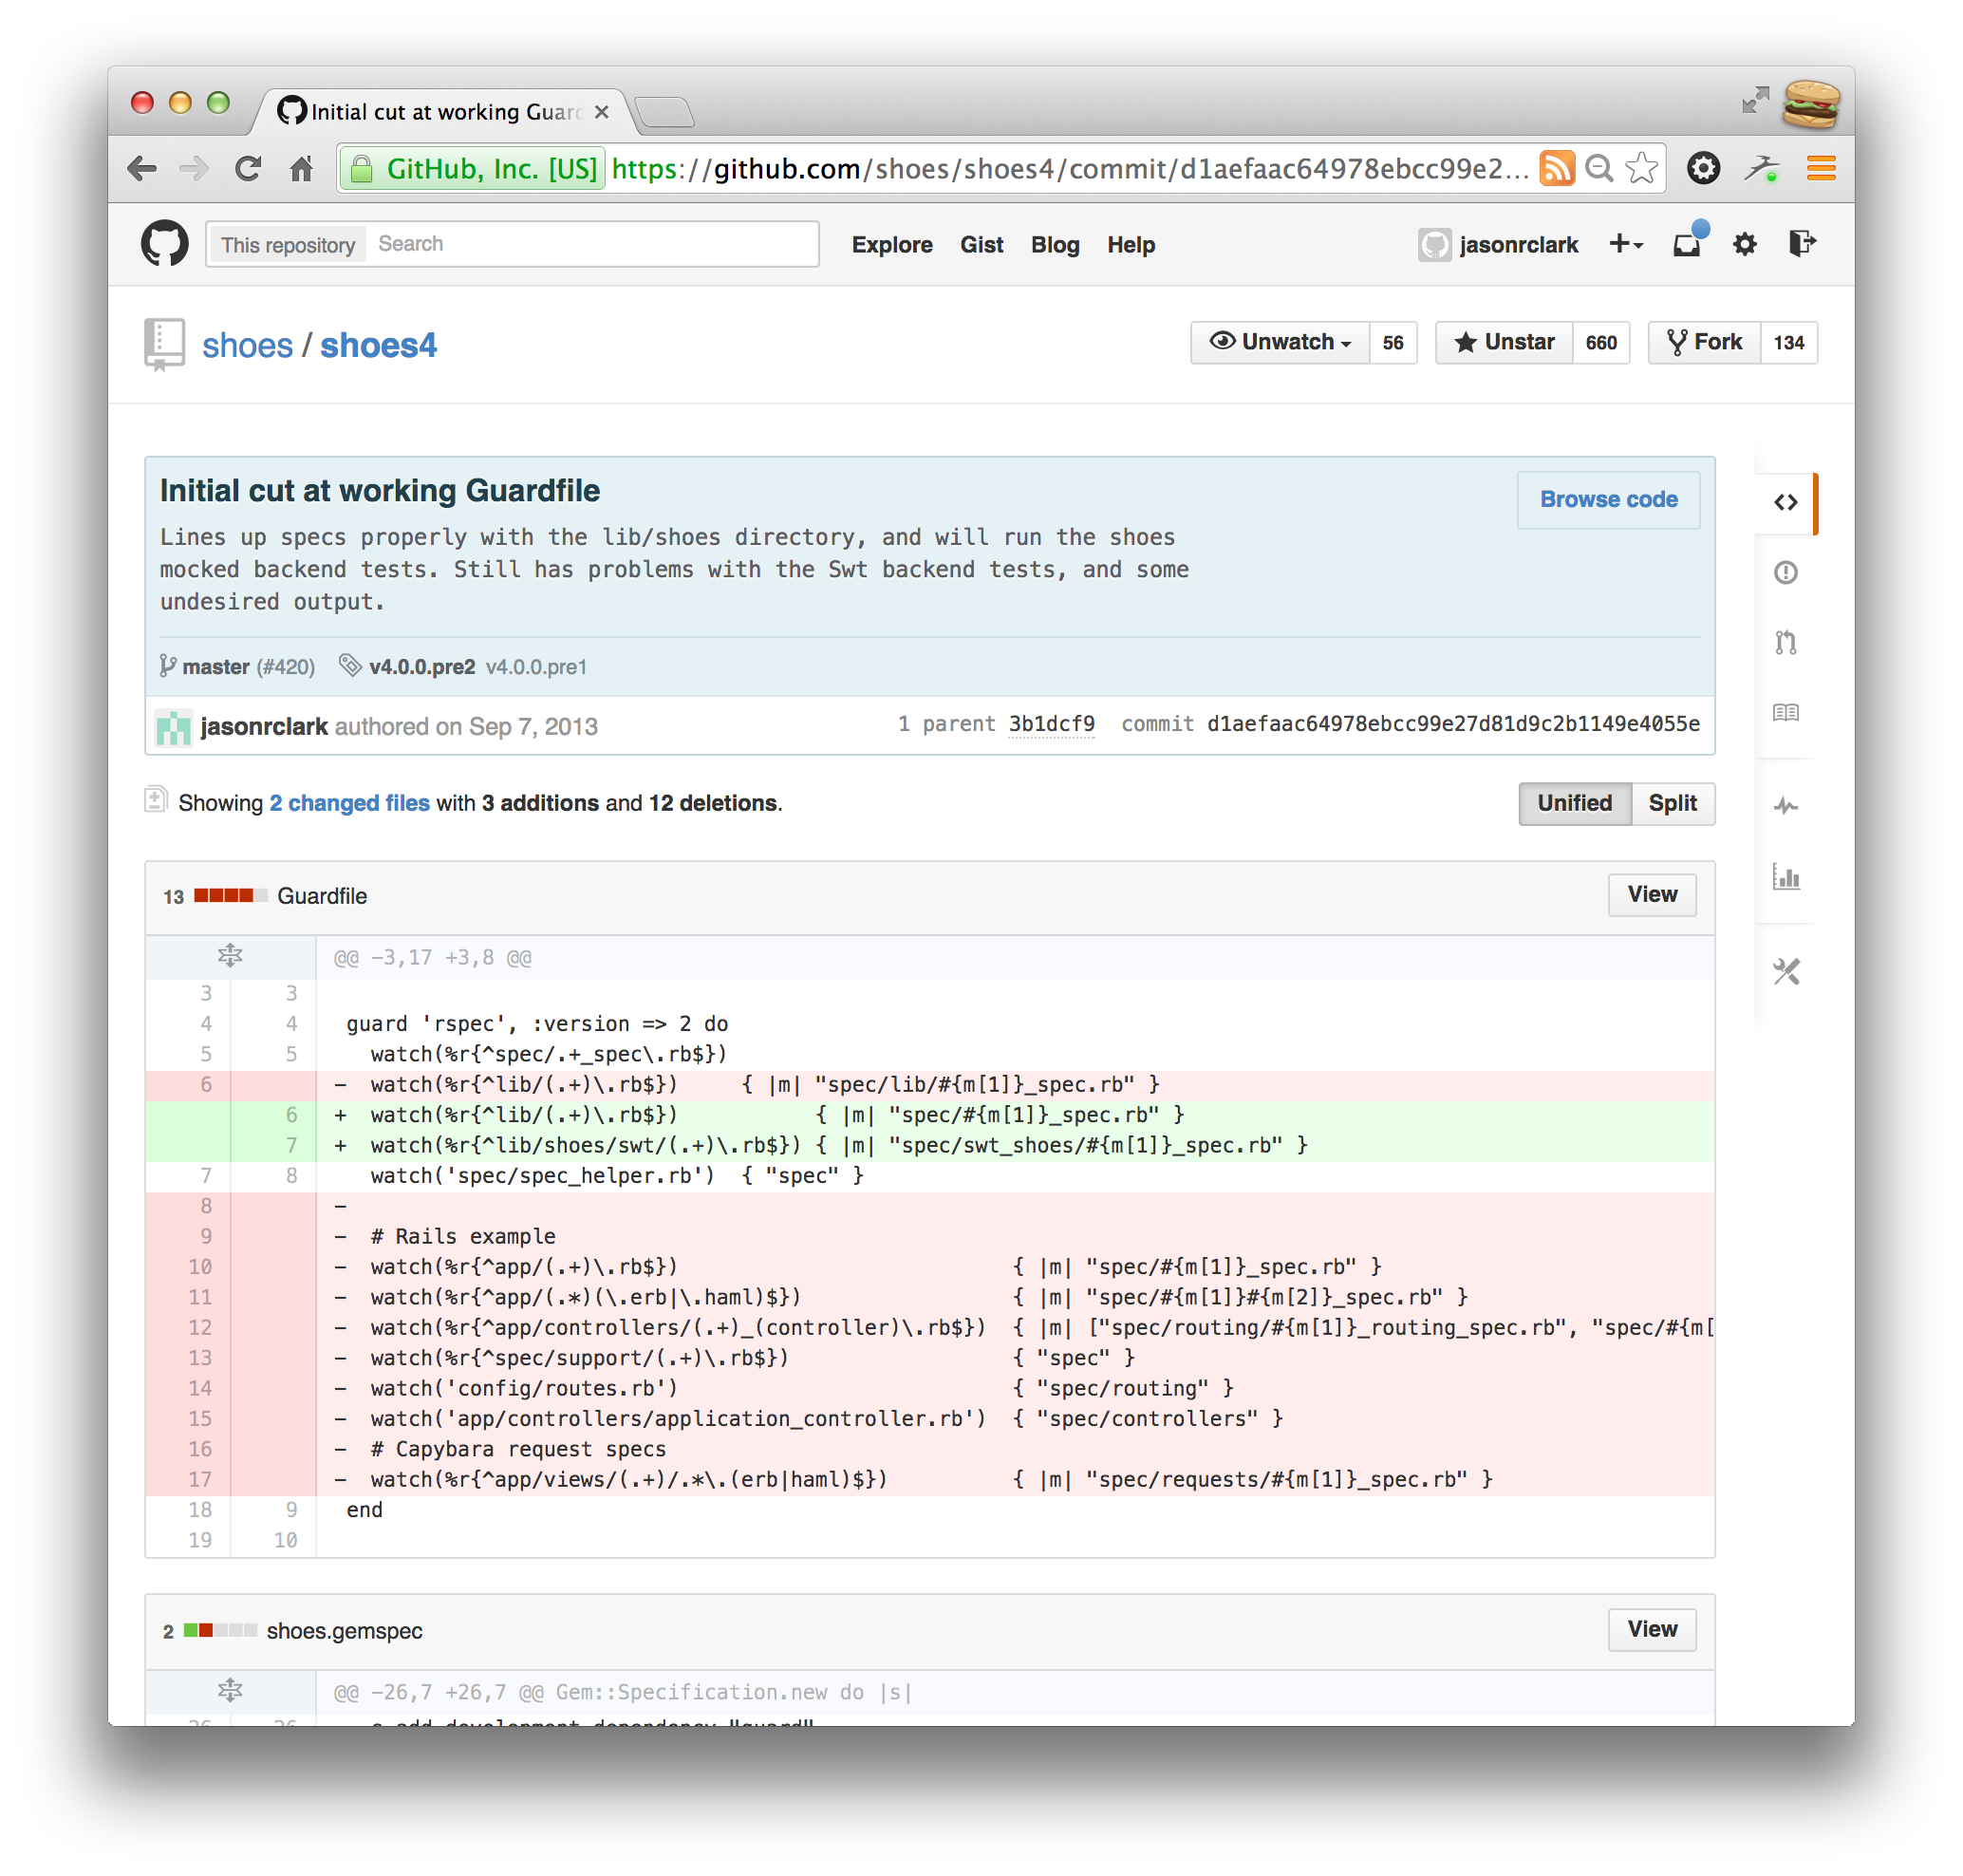 Initial cut at working Guard
GitHub, Inc. [US] https://github.com/shoes/shoes4/commit/d1aefaac64978ebcc99e2...
This repository Search Explore Gist Blog Help jasonrclark
shoes / shoes4 Unwatch 56 Unstar 660 Fork 134
Initial cut at working Guardfile Browse code
Lines up specs properly with the lib/shoes directory, and will run the shoes
mocked backend tests. Still has problems with the Swt backend tests, and some
undesired output.
master (#420) v4.0.0.pre2 v4.0.0.pre1
jasonrclark authored on Sep 7, 2013 1 parent 3b1dcf9 commit d1aefaac64978ebcc99e27d81d9c2b1149e4055e
Showing 2 changed files with 3 additions and 12 deletions. Unified Split
13 Guardfile View
@@ -3,17 +3,8 @@
3 3
4 4 guard 'rspec', :version => 2 do
5 5 watch(%r{^spec/.+_spec\.rb$})
6 - watch(%r{^lib/(.+)\.rb$}) { |m| "spec/lib/#{m[1]}_spec.rb" }
6 + watch(%r{^lib/(.+)\.rb$}) { |m| "spec/#{m[1]}_spec.rb" }
7 + watch(%r{^lib/shoes/swt/(.+)\.rb$}) { |m| "spec/swt_shoes/#{m[1]}_spec.rb" }
7 8 watch('spec/spec_helper.rb') { "spec" }
8 -
9 - # Rails example
10 - watch(%r{^app/(.+)\.rb$}) { |m| "spec/#{m[1]}_spec.rb" }
11 - watch(%r{^app/(.*)(\.erb|\.haml)$}) { |m| "spec/#{m[1]}#{m[2]}_spec.rb" }
12 - watch(%r{^app/controllers/(.+)_(controller)\.rb$}) { |m| ["spec/routing/#{m[1]}_routing_spec.rb", "spec/#{m[
13 - watch(%r{^spec/support/(.+)\.rb$}) { "spec" }
14 - watch('config/routes.rb') { "spec/routing" }
15 - watch('app/controllers/application_controller.rb') { "spec/controllers" }
16 - # Capybara request specs
17 - watch(%r{^app/views/(.+)/.*\.(erb|haml)$}) { |m| "spec/requests/#{m[1]}_spec.rb" }
18 9 end
19 10
2 shoes.gemspec View
@@ -26,7 +26,7 @@ Gem::Specification.new do |s|
26 26 s.add_development_dependency "guard"